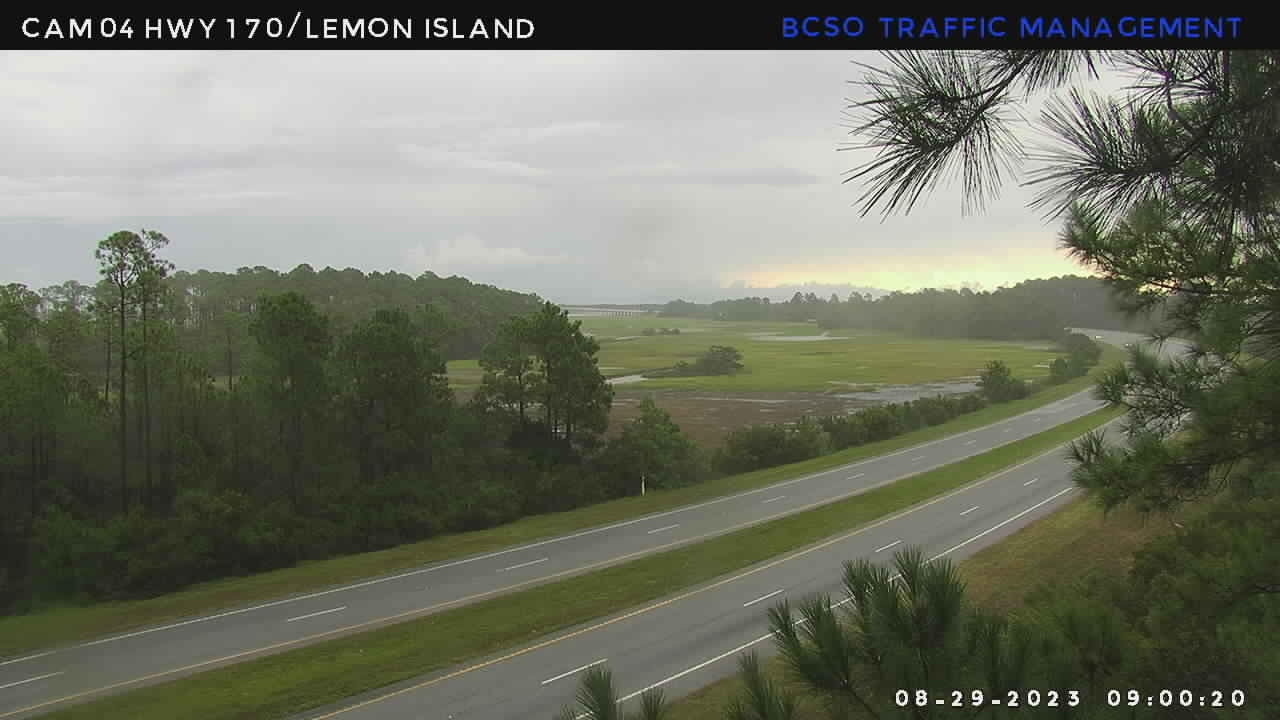 CAM 04 HWY 170/LEMON ISLAND
BCSO TRAFFIC MANAGEMENT
08-29-2023 09:00:20